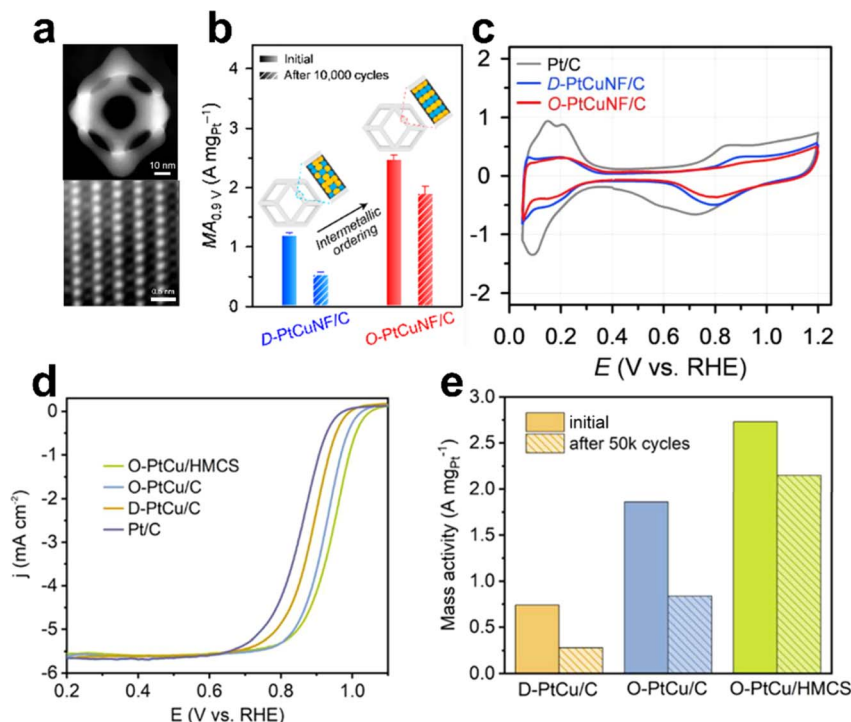 a
10 nm
0.5 nm
b
Initial
After 10,000 cycles
MA0.9 V (A mgPt−1)
4
3
2
1
0
Intermetallic
ordering
D-PtCuNF/C
O-PtCuNF/C
c
Pt/C
D-PtCuNF/C
O-PtCuNF/C
2
1
0
-1
-2
0.0
0.2
0.4
0.6
0.8
1.0
1.2
E (V vs. RHE)
d
O-PtCu/HMCS
O-PtCu/C
D-PtCu/C
Pt/C
j (mA cm-2)
0
-1
-2
-3
-4
-5
-6
0.2
0.4
0.6
0.8
1.0
E (V vs. RHE)
e
initial
after 50k cycles
Mass activity (A mgPt-1)
3.0
2.5
2.0
1.5
1.0
0.5
0.0
D-PtCu/C
O-PtCu/C
O-PtCu/HMCS